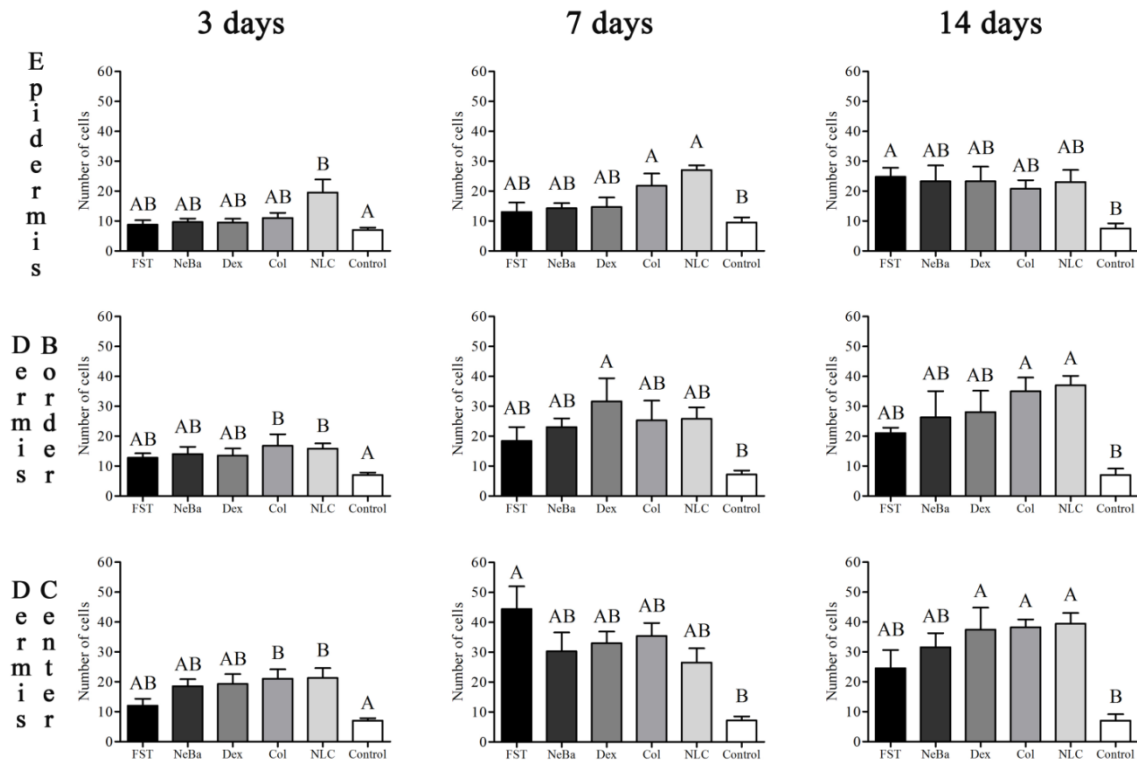 3 days
7 days
14 days
Epidermis
Number of cells
60
50
40
30
20
10
0
AB AB AB AB B A
FST NeBa Dex Col NLC Control
Number of cells
60
50
40
30
20
10
0
AB AB AB A A B
FST NeBa Dex Col NLC Control
Number of cells
60
50
40
30
20
10
0
A AB AB AB AB B
FST NeBa Dex Col NLC Control
Dermis
Border
Number of cells
60
50
40
30
20
10
0
AB AB AB B B A
FST NeBa Dex Col NLC Control
Number of cells
60
50
40
30
20
10
0
AB AB A AB AB B
FST NeBa Dex Col NLC Control
Number of cells
60
50
40
30
20
10
0
AB AB AB A A B
FST NeBa Dex Col NLC Control
Dermis
Center
Number of cells
60
50
40
30
20
10
0
AB AB AB B B A
FST NeBa Dex Col NLC Control
Number of cells
60
50
40
30
20
10
0
A AB AB AB AB B
FST NeBa Dex Col NLC Control
Number of cells
60
50
40
30
20
10
0
AB AB A A A B
FST NeBa Dex Col NLC Control